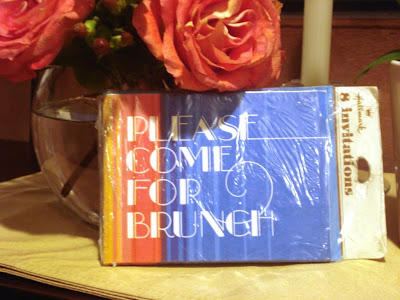 PLEASE
COME
FOR
BRUNCH
Hallmark
8 invitations